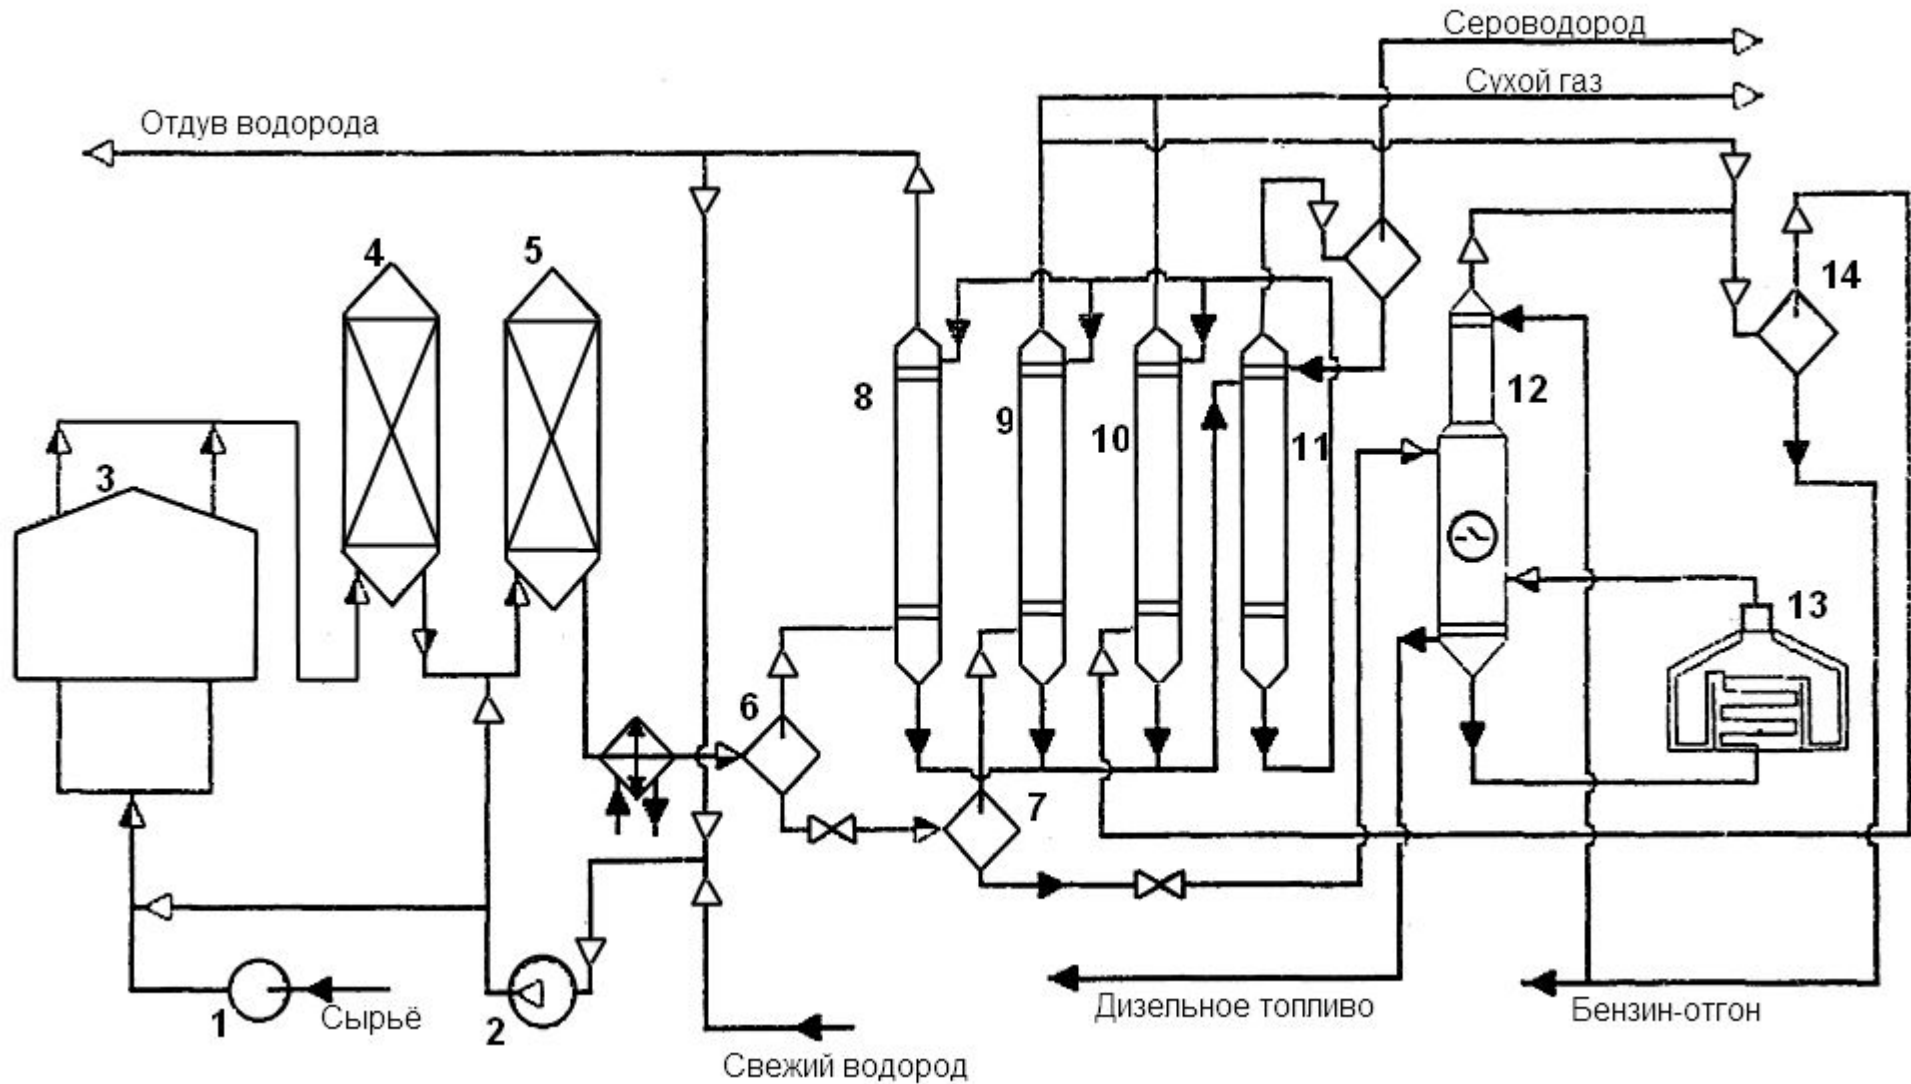 Сероводород
Сухой газ
Отдув водорода
4
5
14
3
8
9
10
11
12
13
6
7
1
Сырьё
2
Свежий водород
Дизельное топливо
Бензин-отгон